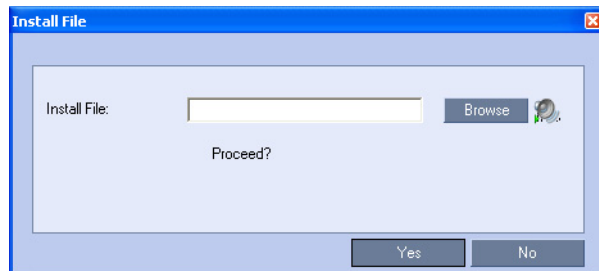 Install File
Install File:
Browse
Proceed?
Yes
No